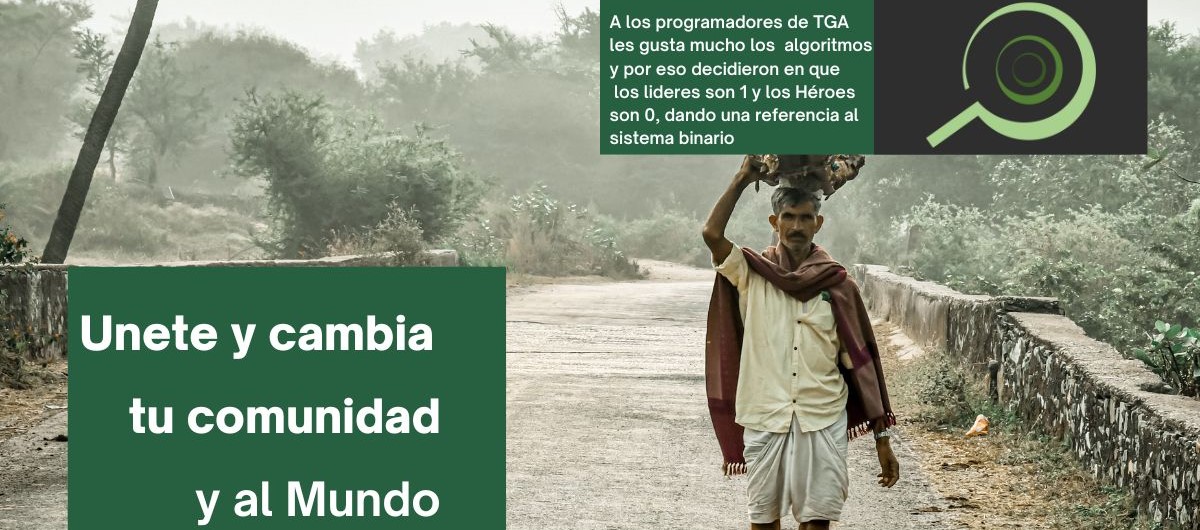 A los programadores de TGA
les gusta mucho los algoritmos
y por eso decidieron en que
los lideres son 1 y los Héroes
son 0, dando una referencia al
sistema binario
Unete y cambia
tu comunidad
y al Mundo